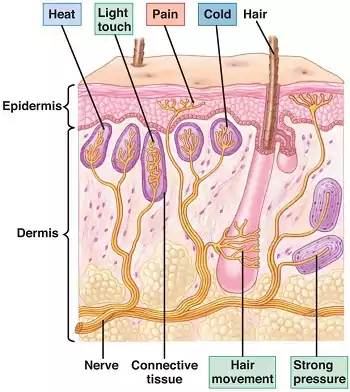 Heat
Light
touch
Pain
Cold
Hair
Epidermis
Dermis
Nerve
Connective
tissue
Hair
movement
Strong
pressure